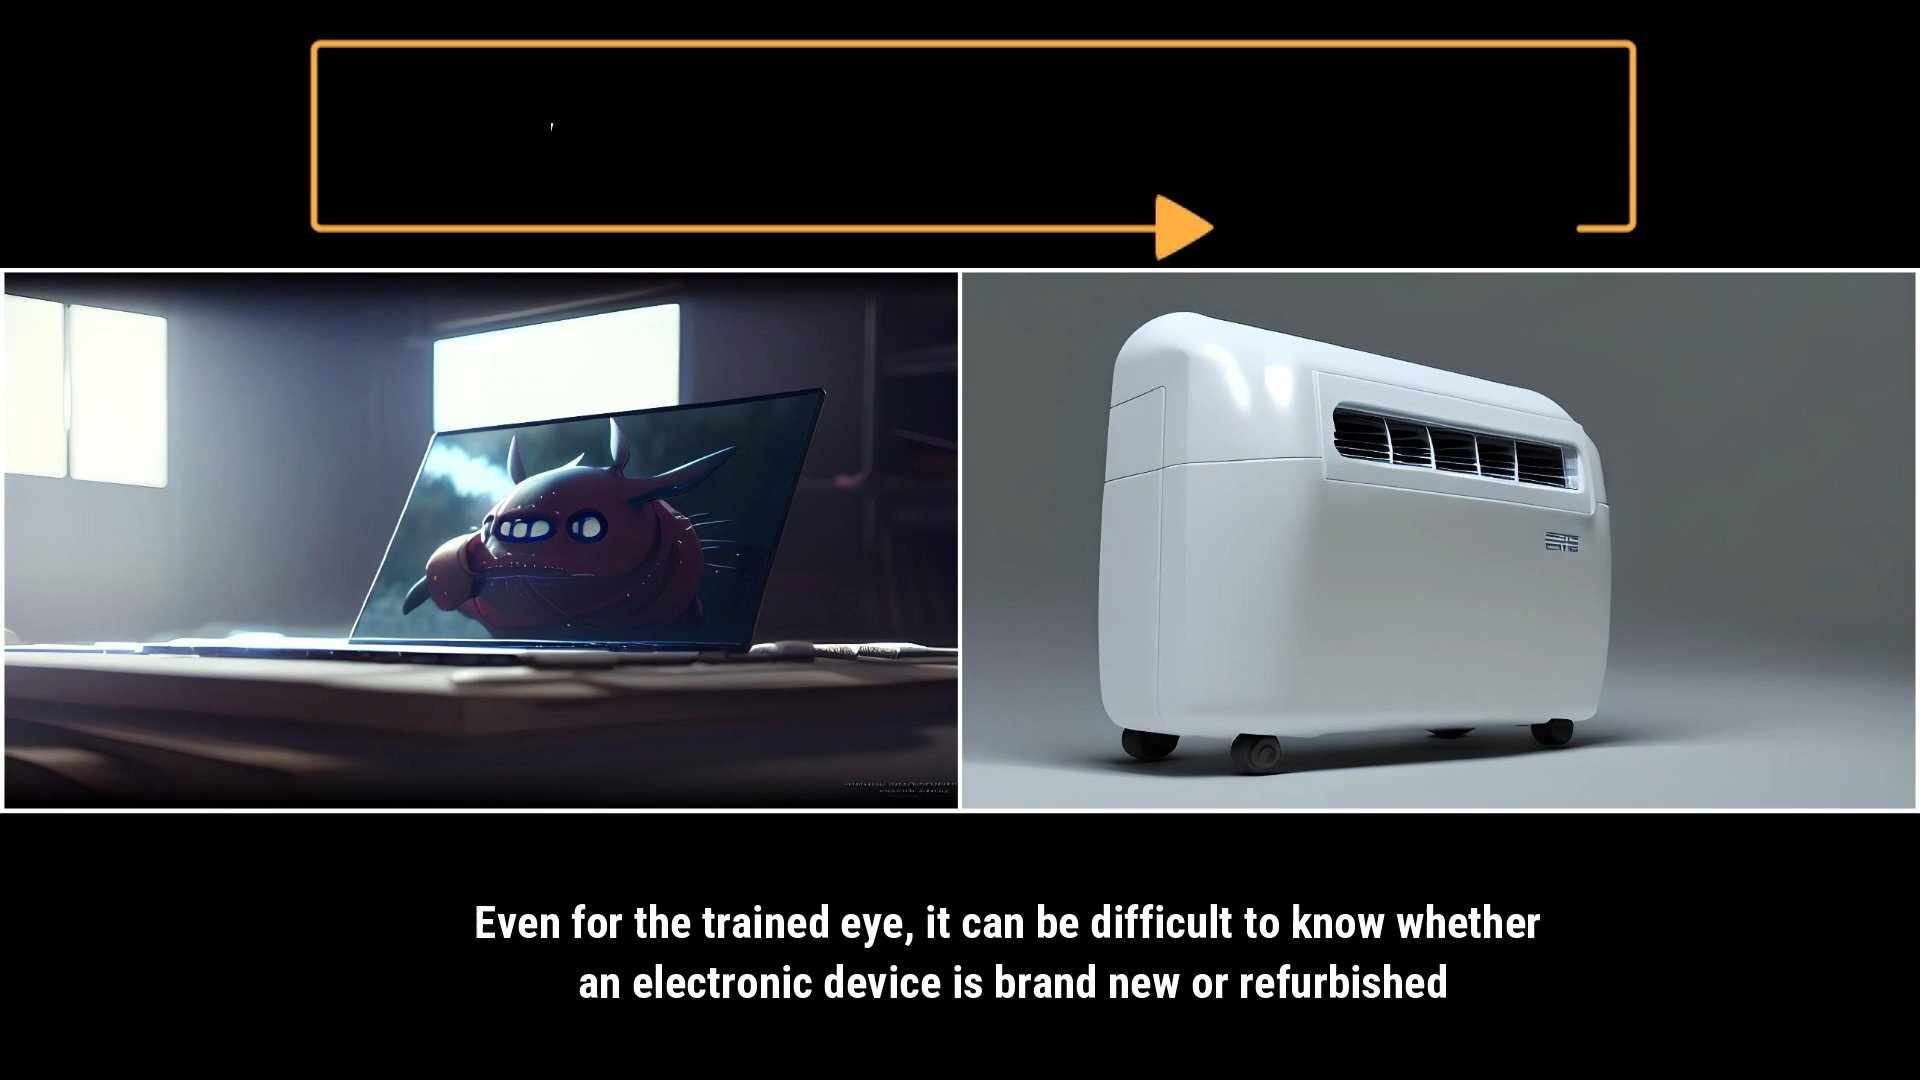 Even for the trained eye, it can be difficult to know whether
an electronic device is brand new or refurbished